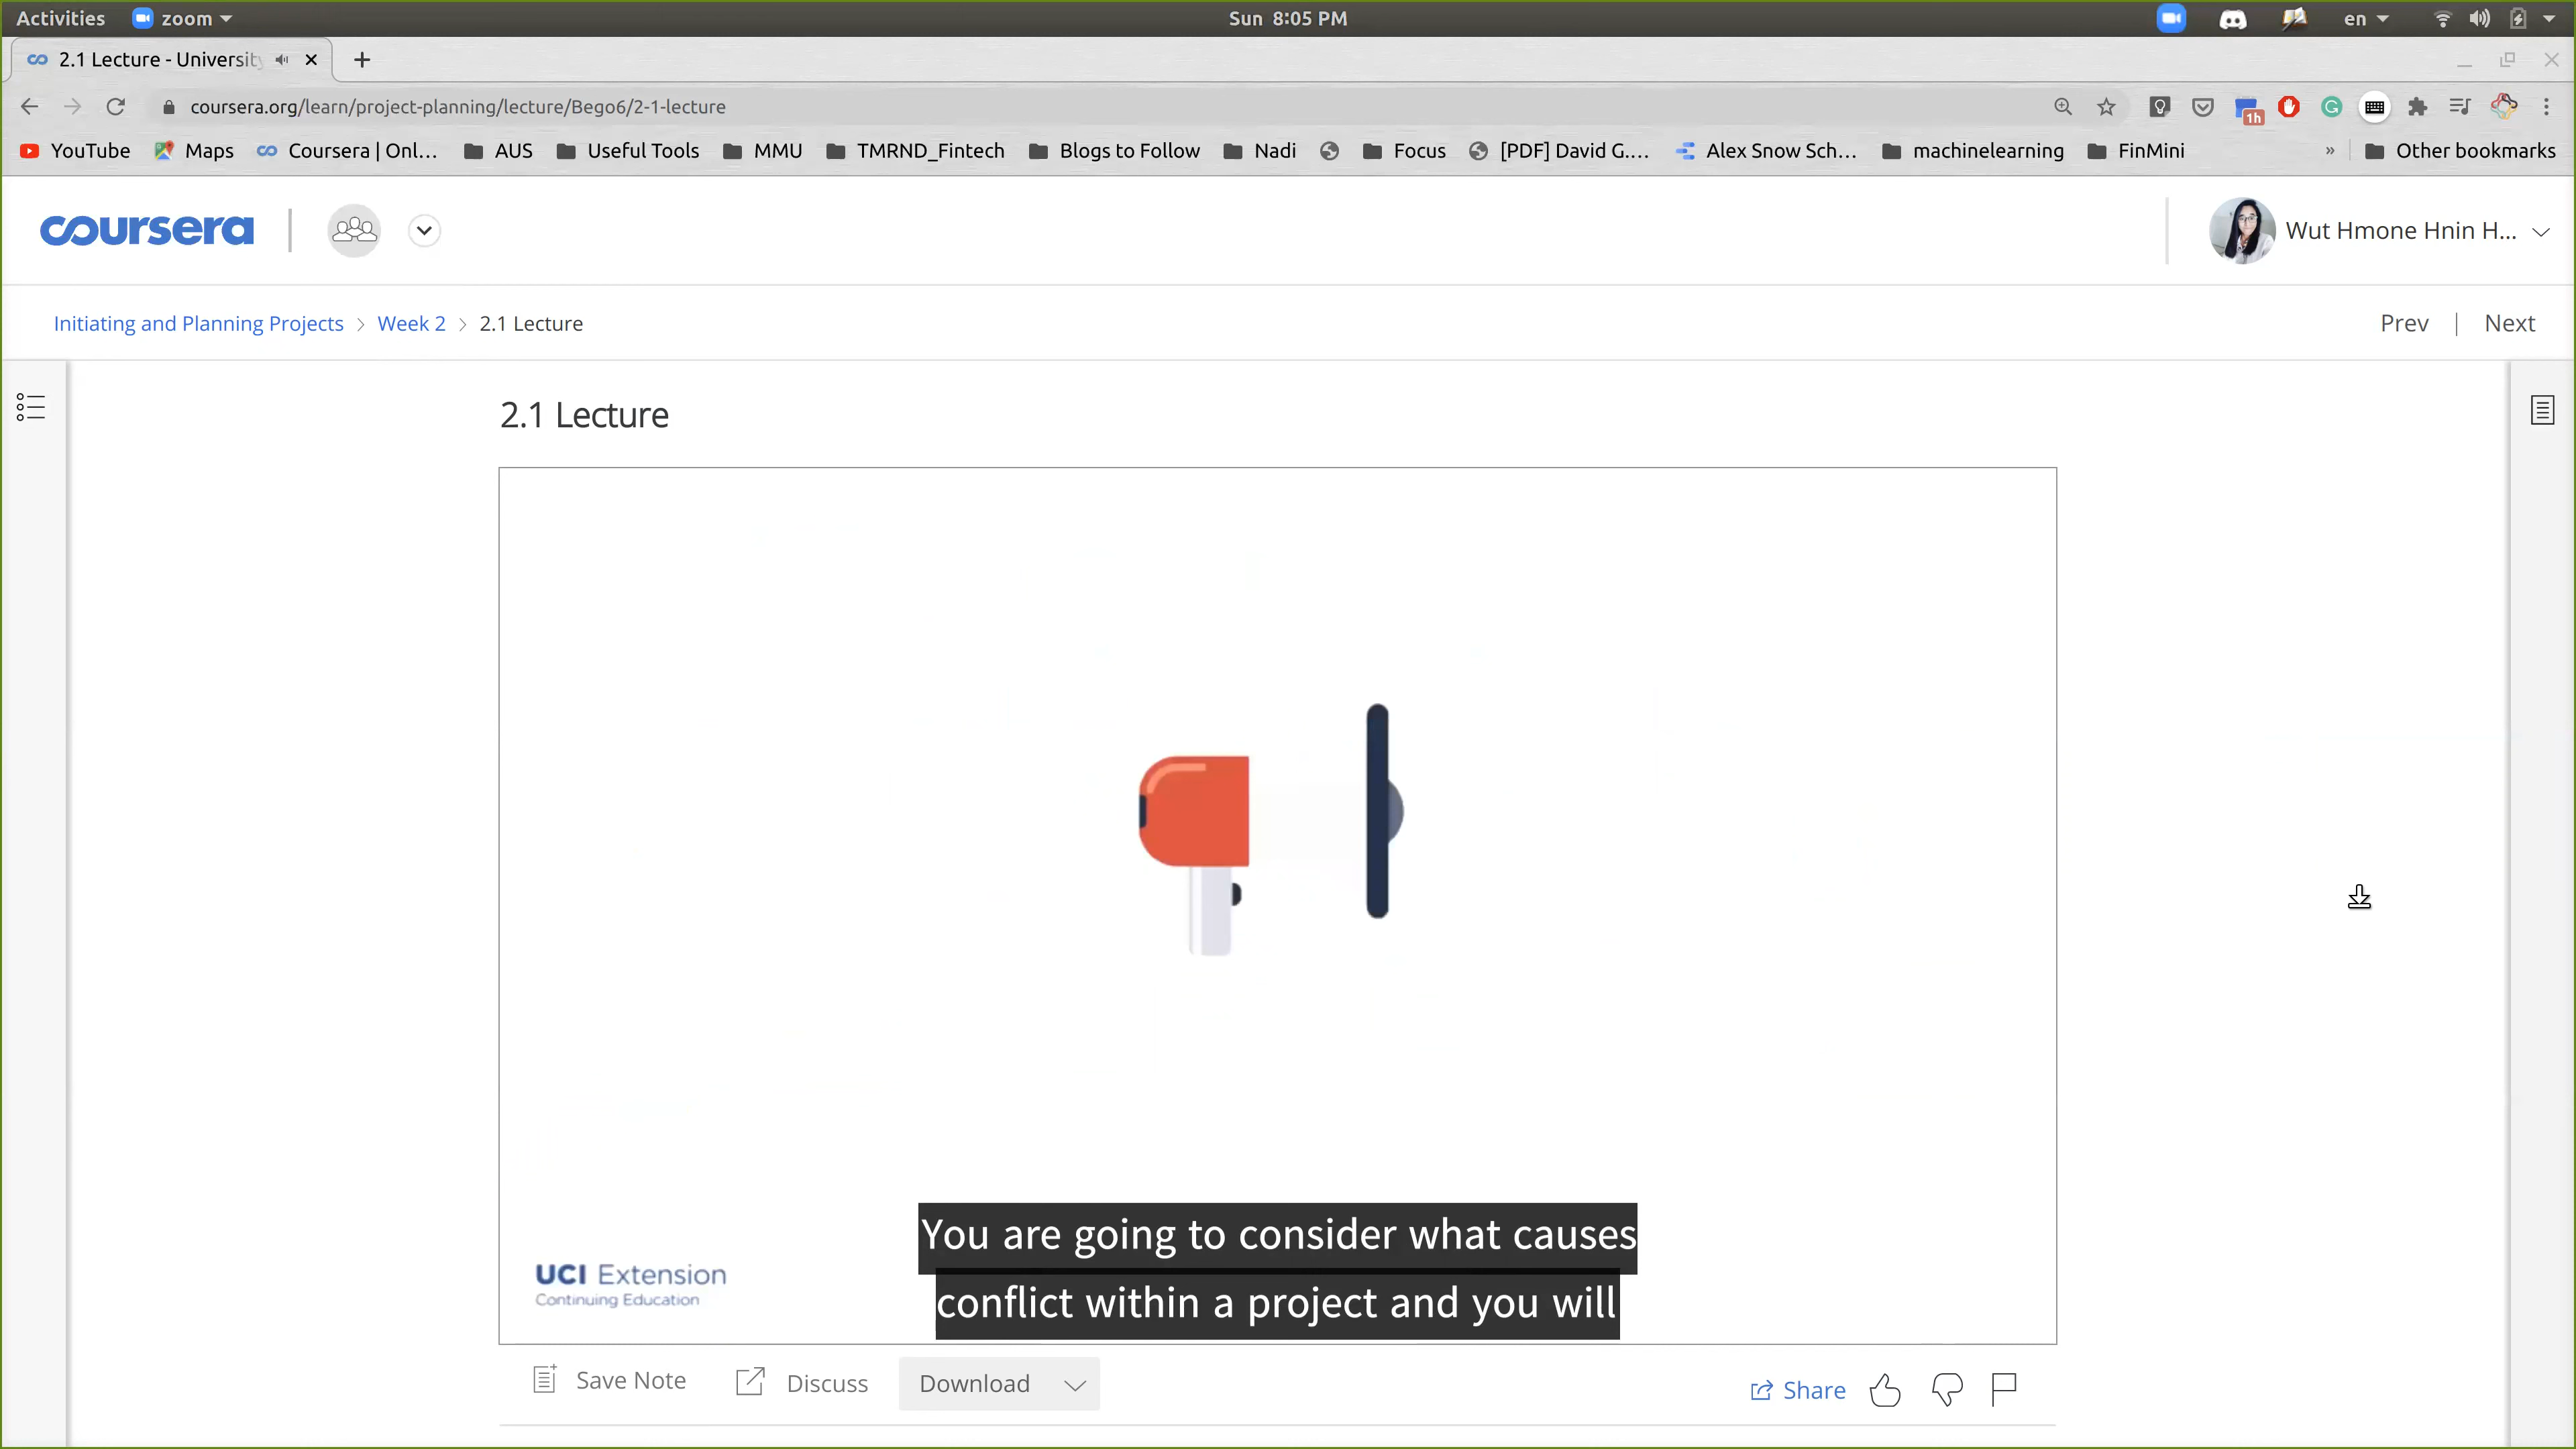 Activities zoom Sun 8:05 PM en
2.1 Lecture - University
coursera.org/learn/project-planning/lecture/Bego6/2-1-lecture 1h
YouTube Maps Coursera | Onl... AUS Useful Tools MMU TMRND_Fintech Blogs to Follow Nadi Focus [PDF] David G.... Alex Snow Sch... machinelearning FinMini » Other bookmarks
coursera Wut Hmone Hnin H...
Initiating and Planning Projects > Week 2 > 2.1 Lecture Prev | Next
2.1 Lecture
You are going to consider what causes
conflict within a project and you will
UCI Extension
Continuing Education
Save Note Discuss Download Share